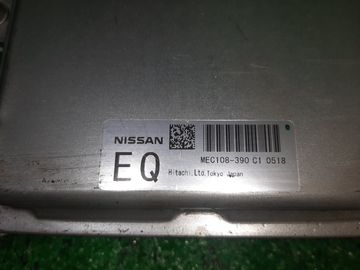 NISSAN
MEC108-390 C1 0518
EQ
Hitachi,Ltd.Tokyo Japan